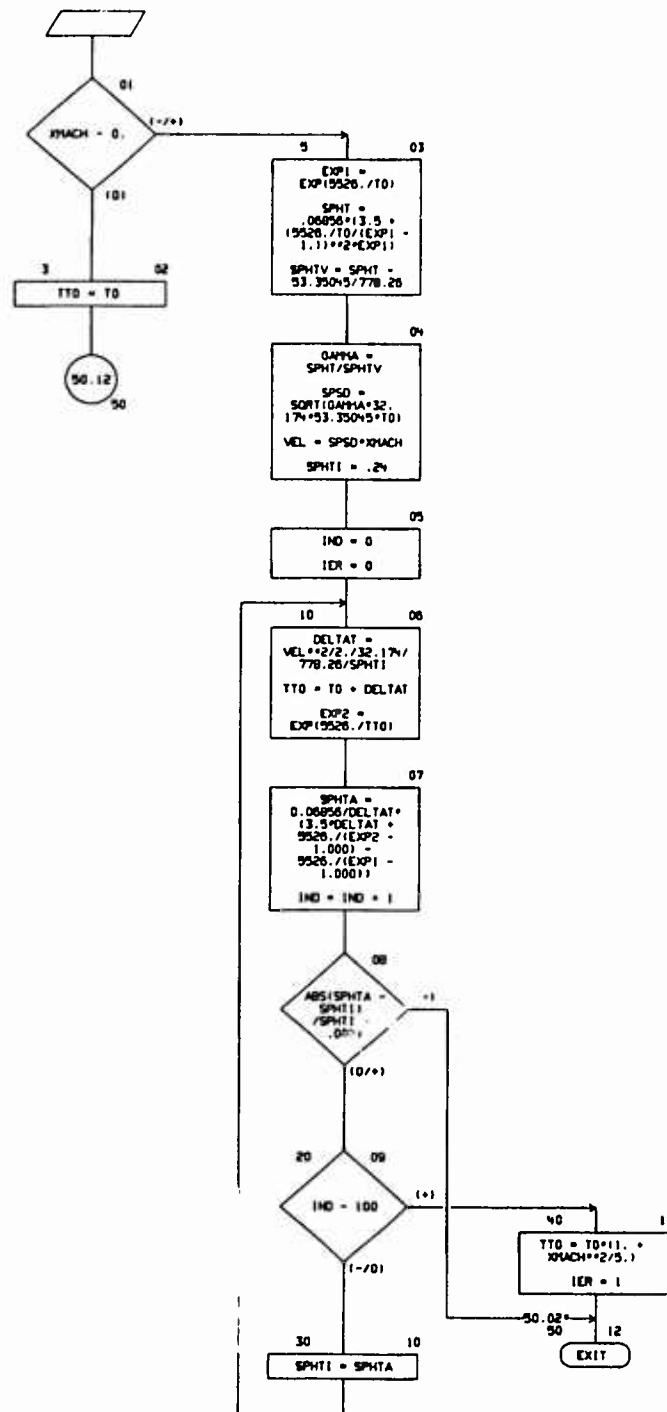 01
XMACH - 0.
(-/+)
(0)
3 02
TTO = TO
50.12
50
5 03
EXP1 =
EXP(5526./TO)
SPHT =
.06856*(3.5 +
(5526./TO/(EXP1 -
1.))**2*EXP1)
SPHTV = SPHT -
53.35045/778.26
04
GAMMA =
SPHT/SPHTV
SPSD =
SQRT(GAMMA*32.
174*53.35045*TO)
VEL = SPSD*XMACH
SPHTI = .24
05
IND = 0
IER = 0
10 06
DELTAT =
VEL**2/2./32.174/
778.26/SPHTI
TTO = TO + DELTAT
EXP2 =
EXP(5526./TTO)
07
SPHTA =
0.06856/DELTAT*
(3.5*DELTAT +
5526./(EXP2 -
1.000) -
5526./(EXP1 -
1.000))
IND = IND + 1
08
ABS(SPHTA -
SPHTI)
/SPHTI -
-)
(0/+)
20 09
IND - 100
(+)
(-/0)
40 1
TTO = TO*(1. +
XMACH**2/5.)
IER = 1
50.02*
50 12
EXIT
30 10
SPHTI = SPHTA